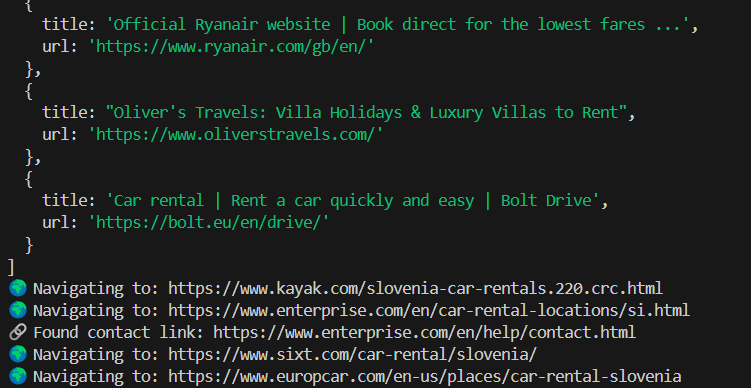 {
title: 'Official Ryanair website | Book direct for the lowest fares ...',
url: 'https://www.ryanair.com/gb/en/'
},
{
title: "Oliver's Travels: Villa Holidays & Luxury Villas to Rent",
url: 'https://www.oliverstravels.com/'
},
{
title: 'Car rental | Rent a car quickly and easy | Bolt Drive',
url: 'https://bolt.eu/en/drive/'
}
]
🌍 Navigating to: https://www.kayak.com/slovenia-car-rentals.220.crc.html
🌍 Navigating to: https://www.enterprise.com/en/car-rental-locations/si.html
🔗 Found contact link: https://www.enterprise.com/en/help/contact.html
🌍 Navigating to: https://www.sixt.com/car-rental/slovenia/
🌍 Navigating to: https://www.europcar.com/en-us/places/car-rental-slovenia